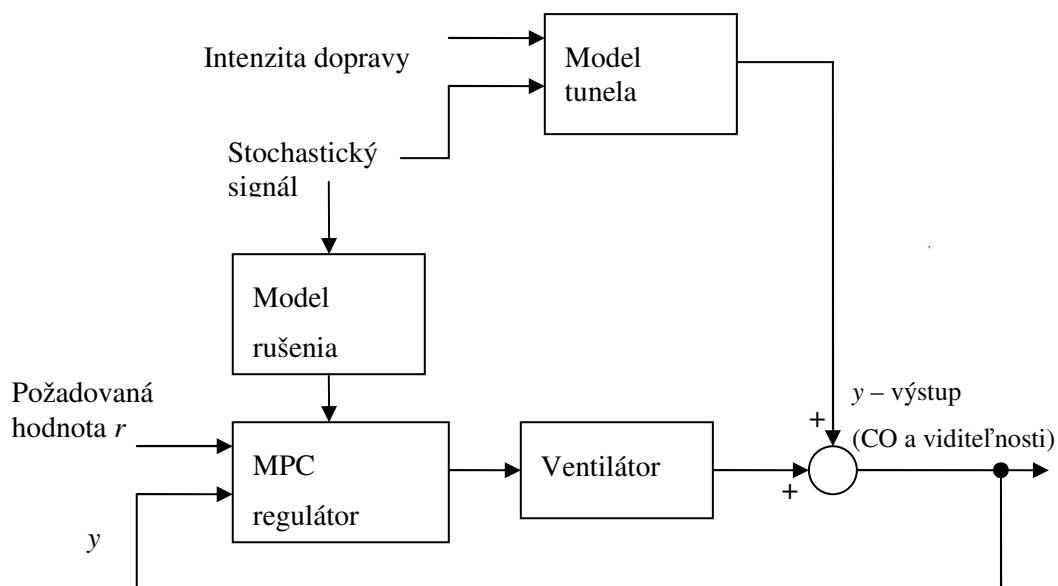 Intenzita dopravy
Model
tunela
Stochastický
signál
Model
rušenia
Požadovaná
hodnota r
y – výstup
(CO a viditeľnosti)
+
MPC
regulátor
Ventilátor
+
y